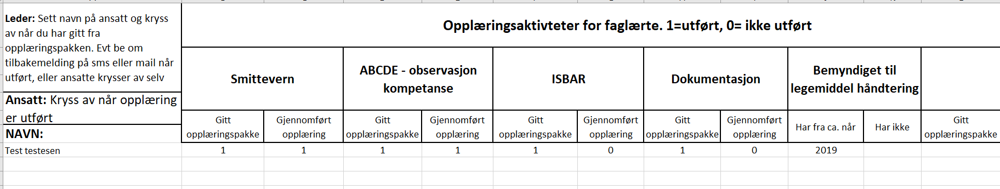 Leder: Sett navn på ansatt og kryss
av når du har gitt fra
opplæringspakken. Evt be om
tilbakemelding på sms eller mail når
utført, eller ansatte krysser av selv
Opplæringsaktivteter for faglærte. 1=utført, 0= ikke utført
Smittevern
ABCDE - observasjon
kompetanse
ISBAR
Dokumentasjon
Bemyndiget til
legemiddel håndtering
Ansatt: Kryss av når opplæring
er utført
NAVN:
Gitt
opplæringspakke
Gjennomført
opplæring
Gitt
opplæringspakke
Gjennomført
opplæring
Gitt
opplæringspakke
Gjennomført
opplæring
Gitt
opplæringspakke
Gjennomført
opplæring
Har fra ca. når
Har ikke
Gitt
opplæringspakke
Test testesen 1 1 1 1 1 0 1 0 2019